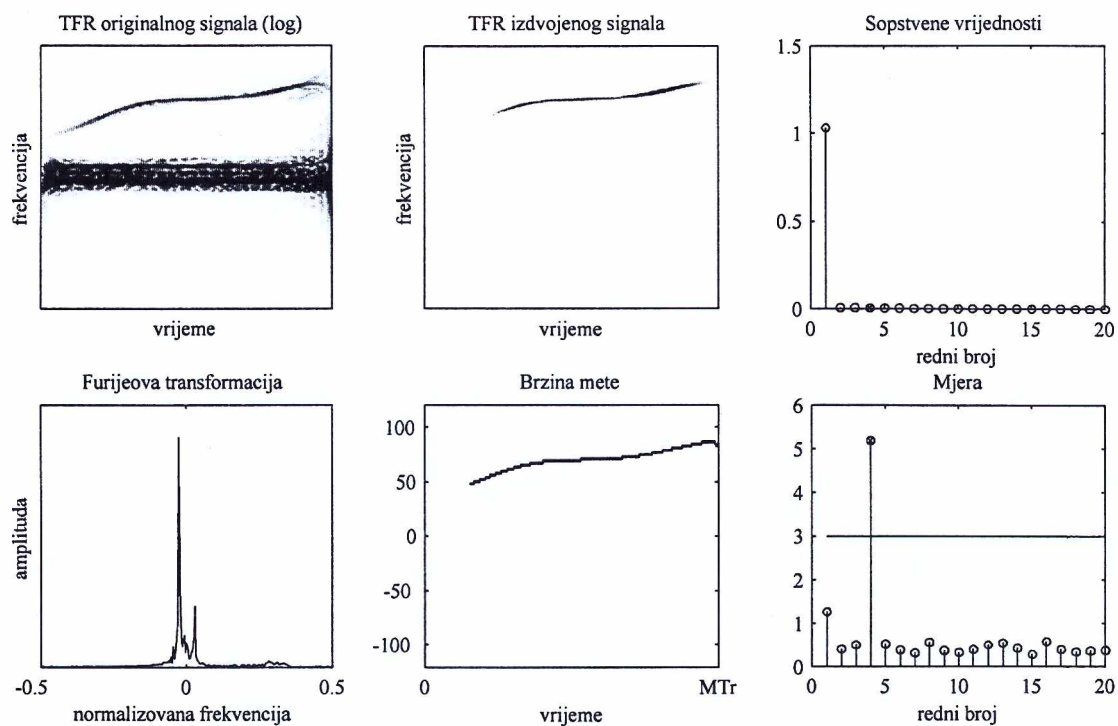 TFR originalnog signala (log)
frekvencija
vrijeme
TFR izdvojenog signala
frekvencija
vrijeme
Sopstvene vrijednosti
1.5
1
0.5
0
0 5 10 15 20
redni broj
Furijeova transformacija
amplituda
-0.5 0 0.5
normalizovana frekvencija
Brzina mete
100
50
0
-50
-100
0 MTr
vrijeme
Mjera
6
5
4
3
2
1
0
0 5 10 15 20
redni broj